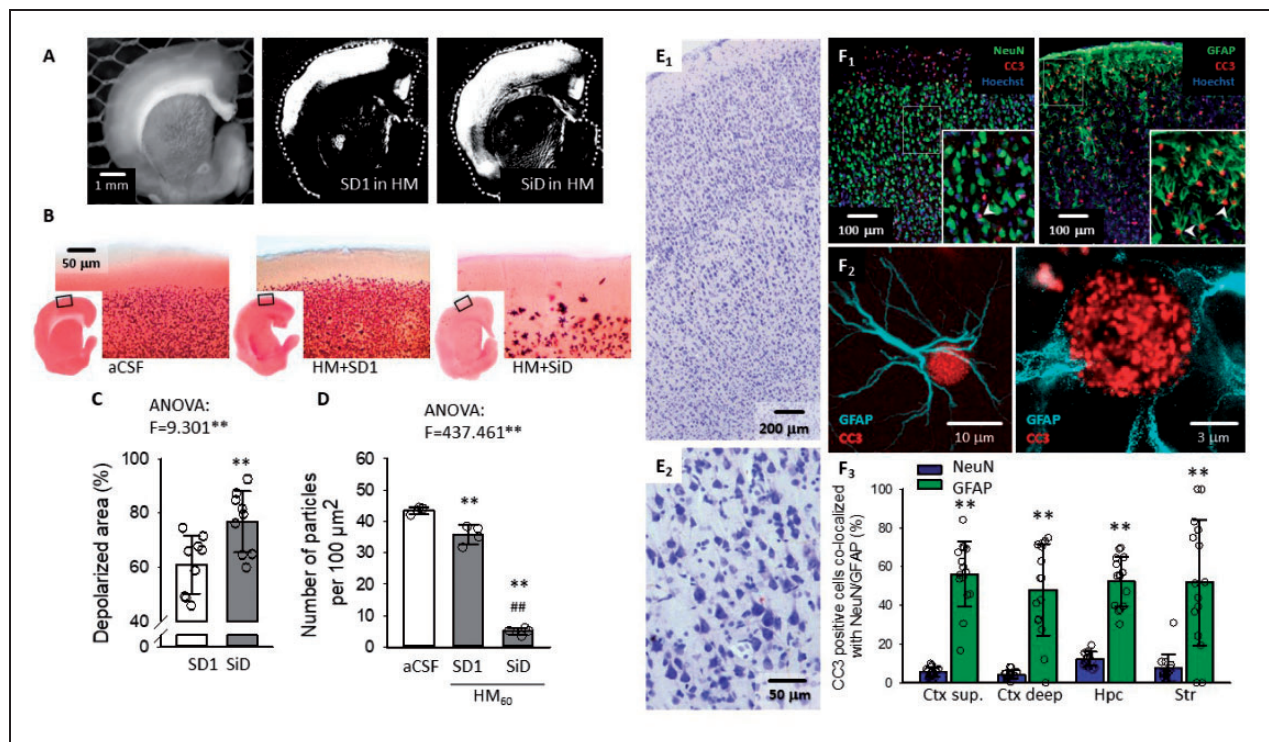 A
1 mm
SD1 in HM
SiD in HM
B
50 µm
aCSF
HM+SD1
HM+SiD
C
ANOVA:
F=9.301**
Depolarized area (%)
100
80
60
40
0
**
SD1
SiD
D
ANOVA:
F=437.461**
Number of particles
per 100 µm²
60
50
40
30
20
10
0
**
**
##
aCSF
SD1
SiD
HM₆₀
E₁
200 µm
E₂
50 µm
F₁
NeuN
CC3
Hoechst
100 µm
GFAP
CC3
Hoechst
100 µm
F₂
GFAP
CC3
10 µm
GFAP
CC3
3 µm
F₃
NeuN
GFAP
CC3 positive cells co-localized
with NeuN/GFAP (%)
100
80
60
40
20
0
**
**
**
**
Ctx sup.
Ctx deep
Hpc
Str